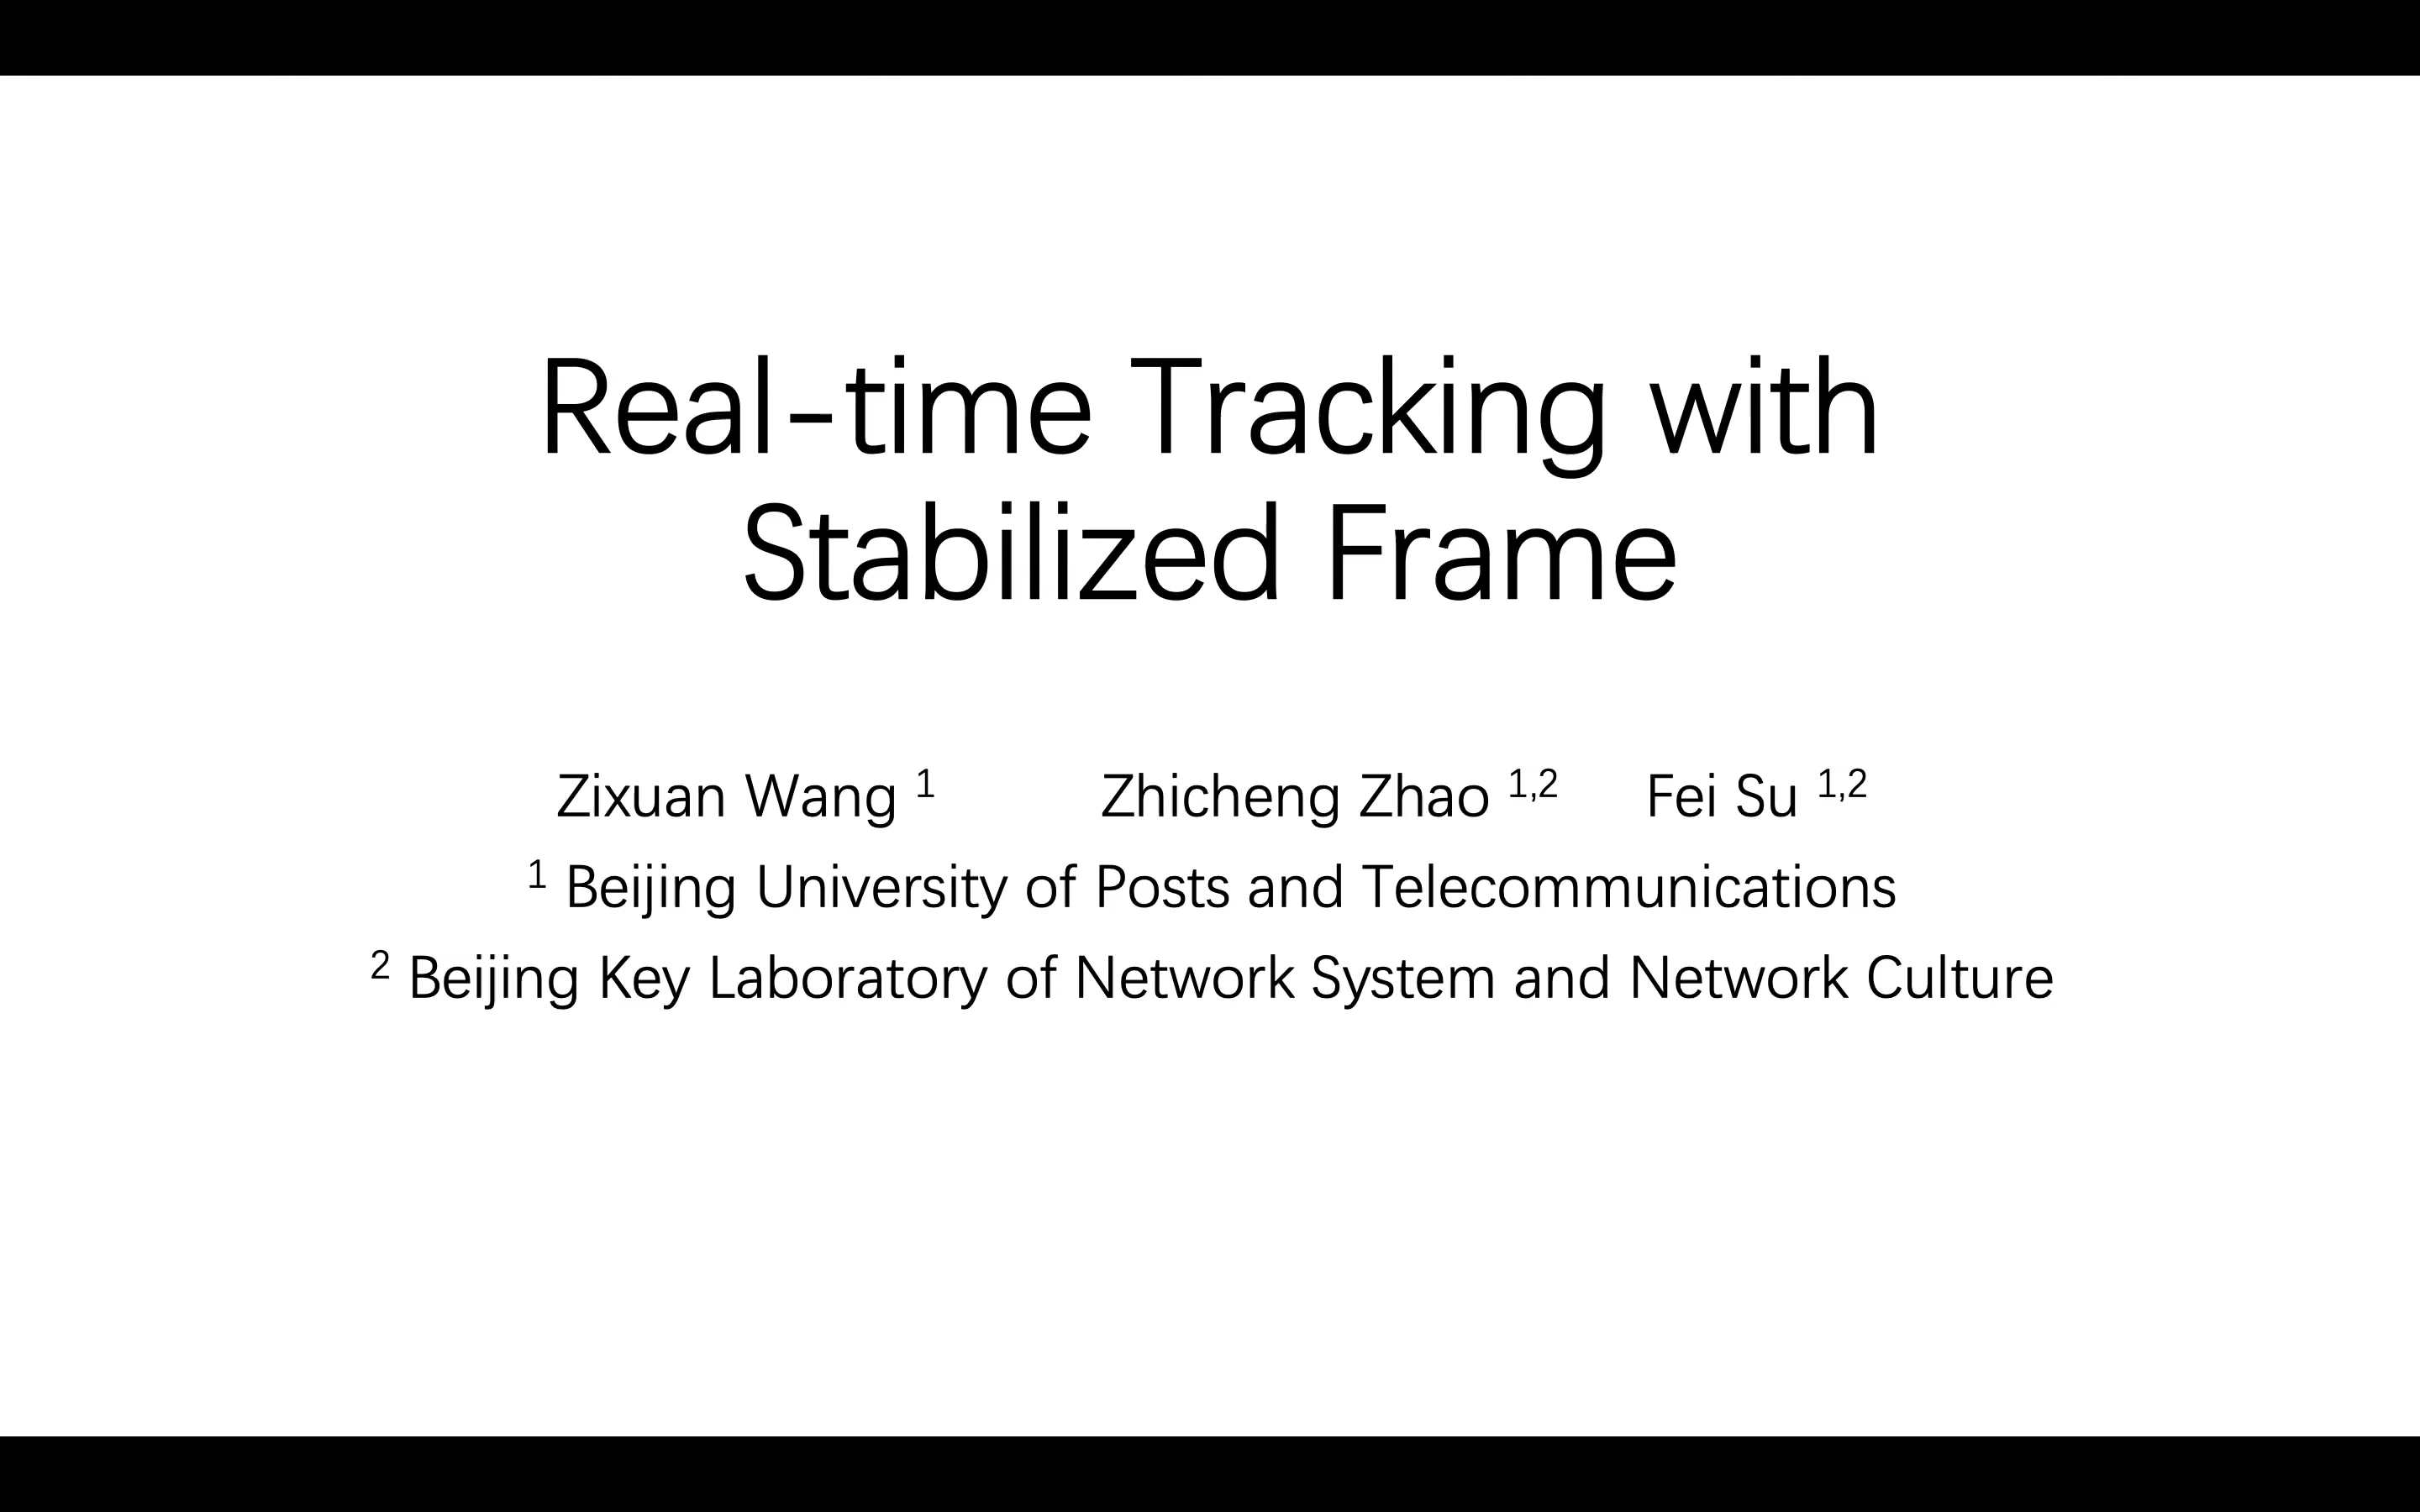 Real-time Tracking with
Stabilized Frame
Zixuan Wang 1 Zhicheng Zhao 1,2 Fei Su 1,2
1 Beijing University of Posts and Telecommunications
2 Beijing Key Laboratory of Network System and Network Culture